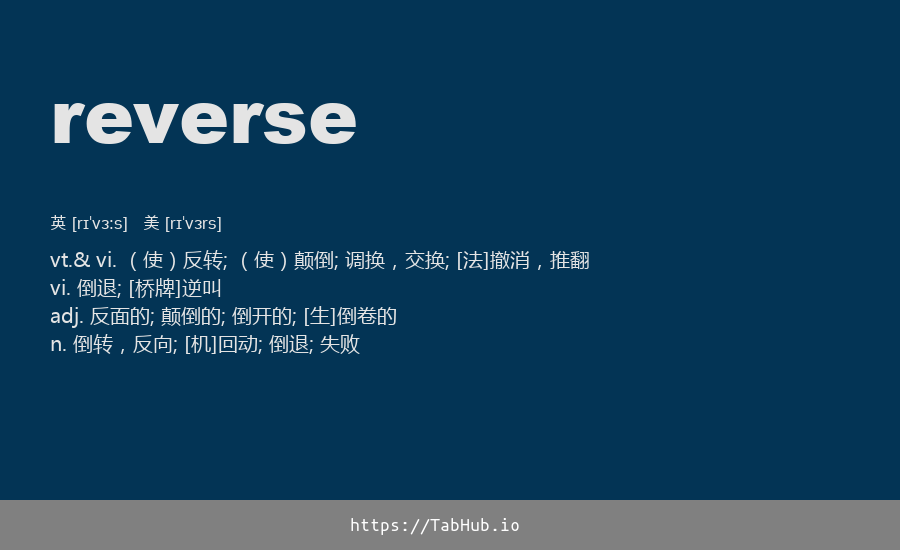 reverse
英 [rɪˈvɜːs]   美 [rɪˈvɜrs]
vt.& vi. （使）反转; （使）颠倒; 调换，交换; [法]撤消，推翻
vi. 倒退; [桥牌]逆叫
adj. 反面的; 颠倒的; 倒开的; [生]倒卷的
n. 倒转，反向; [机]回动; 倒退; 失败
https://TabHub.io